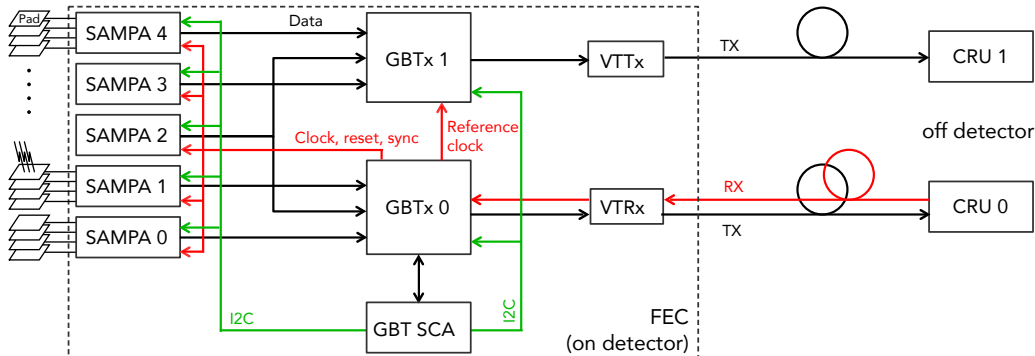 Pad
SAMPA 4
Data
GBTx 1
VTTx
TX
CRU 1
SAMPA 3
SAMPA 2
Clock, reset, sync
Reference
clock
off detector
SAMPA 1
GBTx 0
VTRx
RX
TX
CRU 0
SAMPA 0
I2C
GBT SCA
I2C
FEC
(on detector)